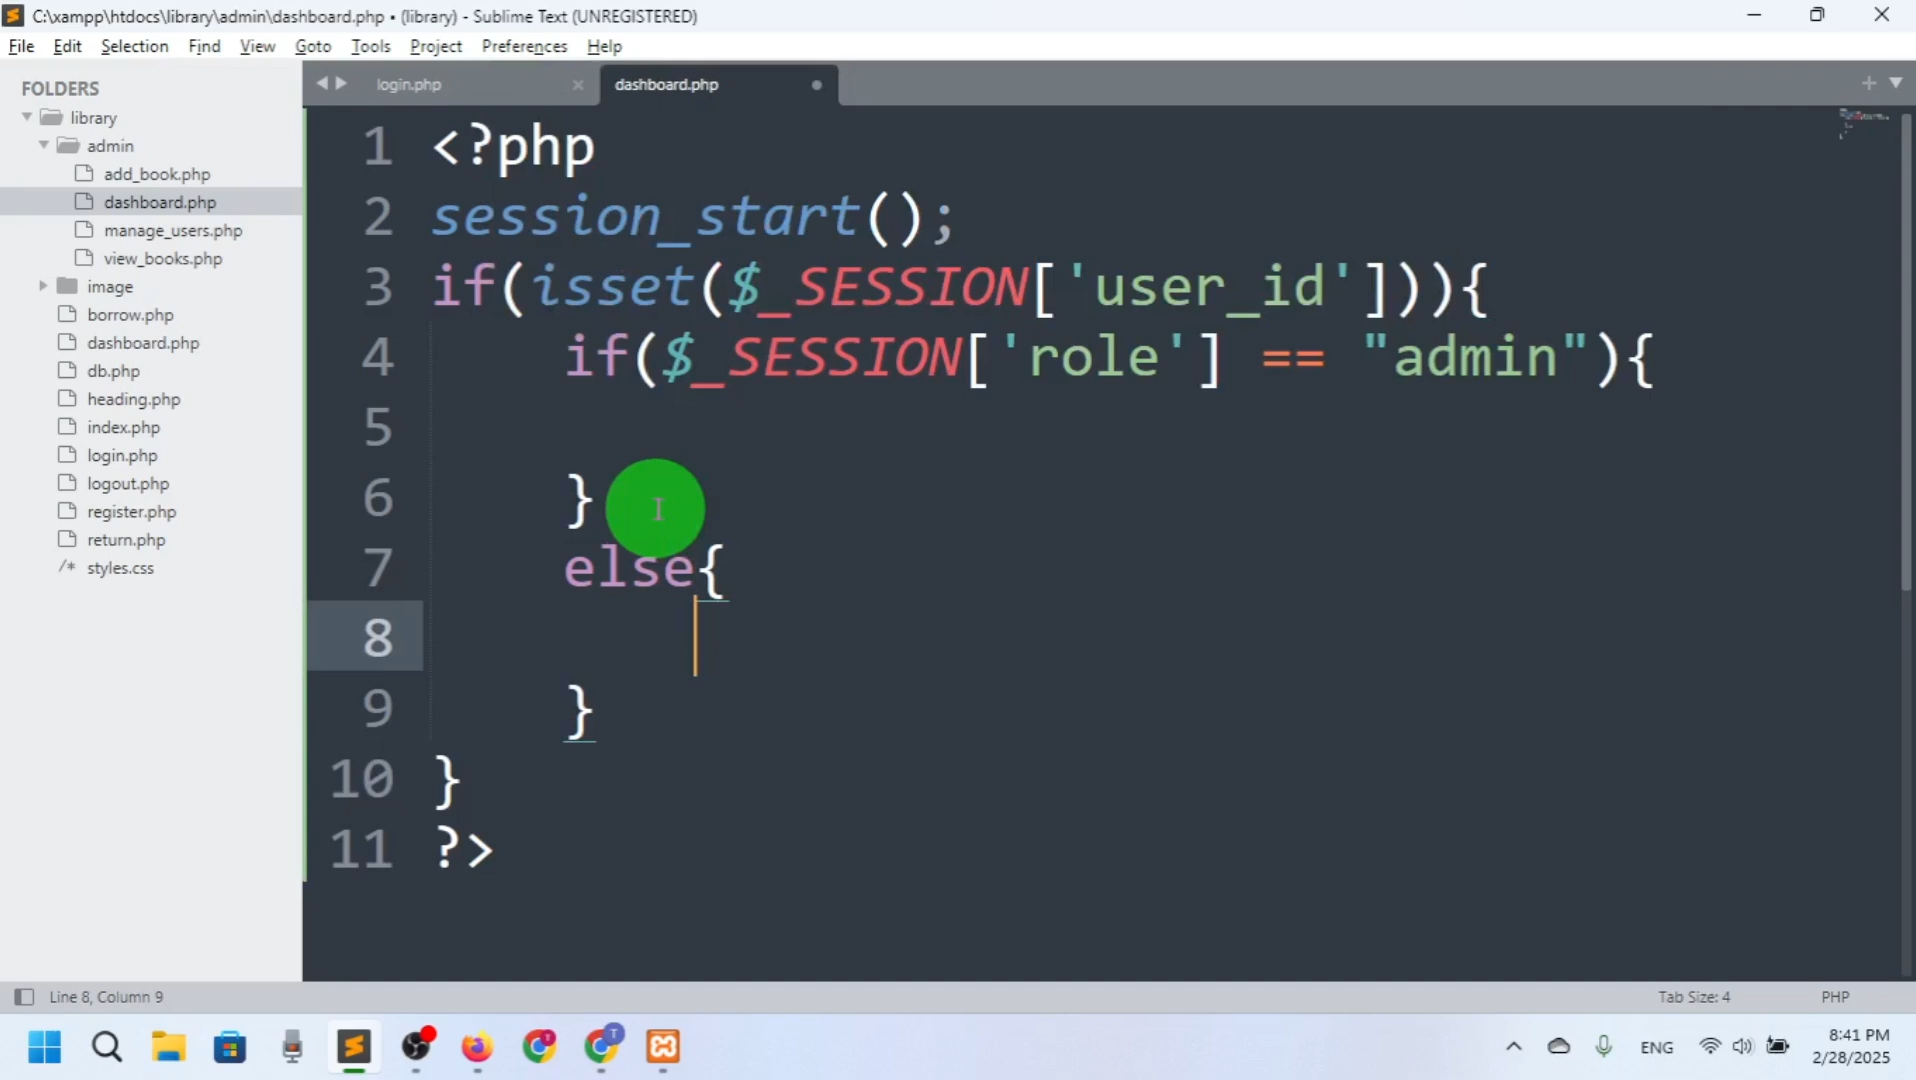 C:\xampp\htdocs\library\admin\dashboard.php • (library) - Sublime Text (UNREGISTERED)
File Edit Selection Find View Goto Tools Project Preferences Help
FOLDERS
library
admin
add_book.php
dashboard.php
manage_users.php
view_books.php
image
borrow.php
dashboard.php
db.php
heading.php
index.php
login.php
logout.php
register.php
return.php
/* styles.css
login.php
dashboard.php
1 <?php
2 session_start();
3 if(isset($_SESSION['user_id'])){
4 if($_SESSION['role'] == "admin"){
5
6 }
7 else{
8
9 }
10 }
11 ?>
Line 8, Column 9
Tab Size: 4
PHP
ENG
8:41 PM
2/28/2025